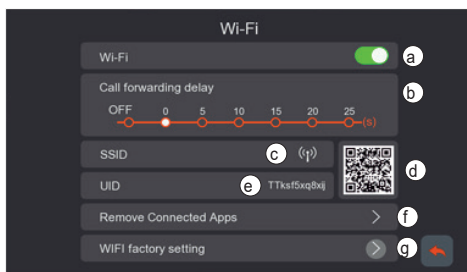 Wi-Fi
Wi-Fi a
Call forwarding delay b
OFF 0 5 10 15 20 25 (s)
SSID c
d
UID e TTksf5xq8xij
Remove Connected Apps f
WIFI factory setting g